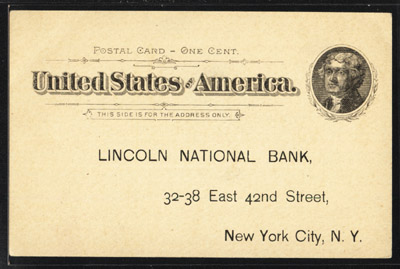 POSTAL CARD – ONE CENT.
United States of America.
THIS SIDE IS FOR THE ADDRESS ONLY.
LINCOLN NATIONAL BANK,
32-38 East 42nd Street,
New York City, N. Y.